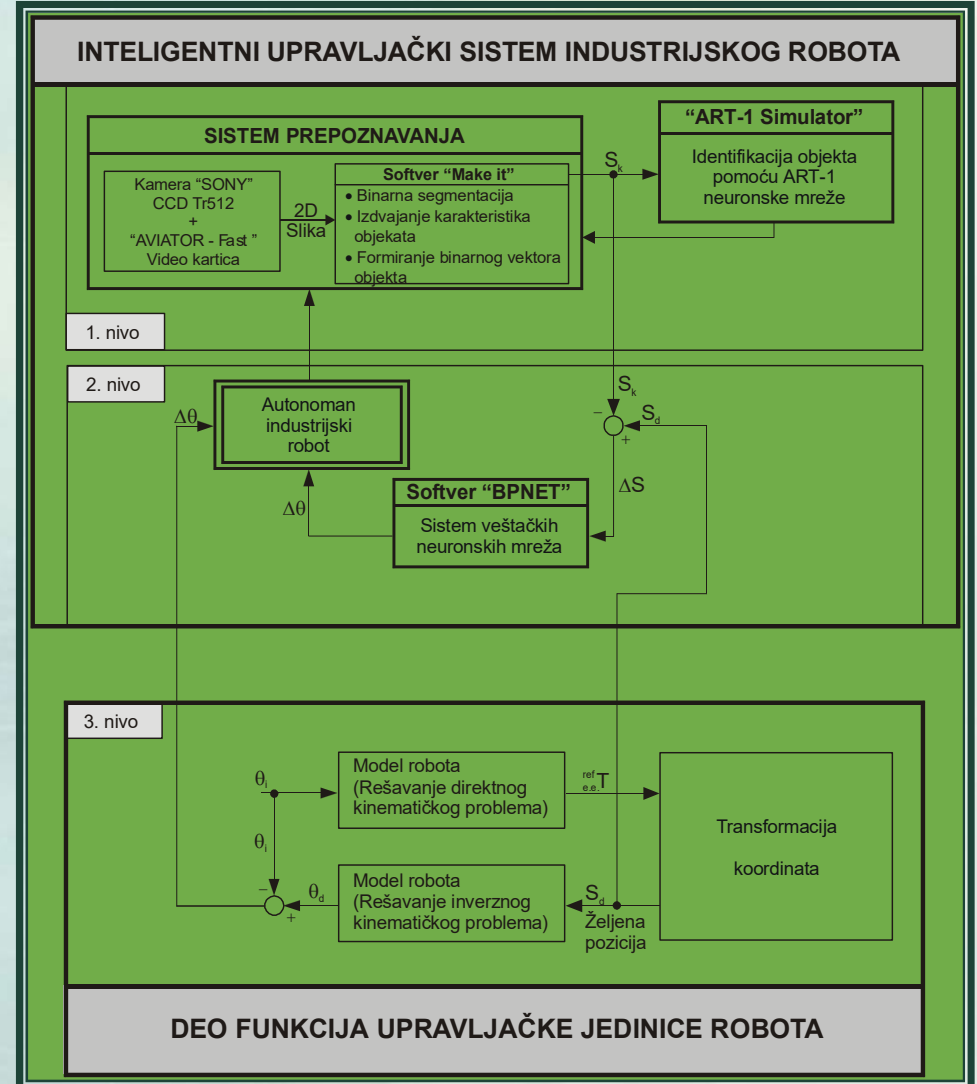 INTELIGENTNI UPRAVLJAČKI SISTEM INDUSTRIJSKOG ROBOTA
SISTEM PREPOZNAVANJA
Kamera “SONY”
CCD Tr512
+
“AVIATOR - Fast ”
Video kartica
2D
Slika
Softver “Make it”
• Binarna segmentacija
• Izdvajanje karakteristika
objekata
• Formiranje binarnog vektora
objekta
Sk
“ART-1 Simulator”
Identifikacija objekta
pomoću ART-1
neuronske mreže
1. nivo
2. nivo
Δθ
Autonoman
industrijski
robot
Sk
−
Sd
+
ΔS
Δθ
Softver “BPNET”
Sistem veštačkih
neuronskih mreža
3. nivo
θi
Model robota
(Rešavanje direktnog
kinematičkog problema)
ref
e.e.T
Transformacija
koordinata
θi
−
+
θd
Model robota
(Rešavanje inverznog
kinematičkog problema)
Sd
Željena
pozicija
DEO FUNKCIJA UPRAVLJAČKE JEDINICE ROBOTA